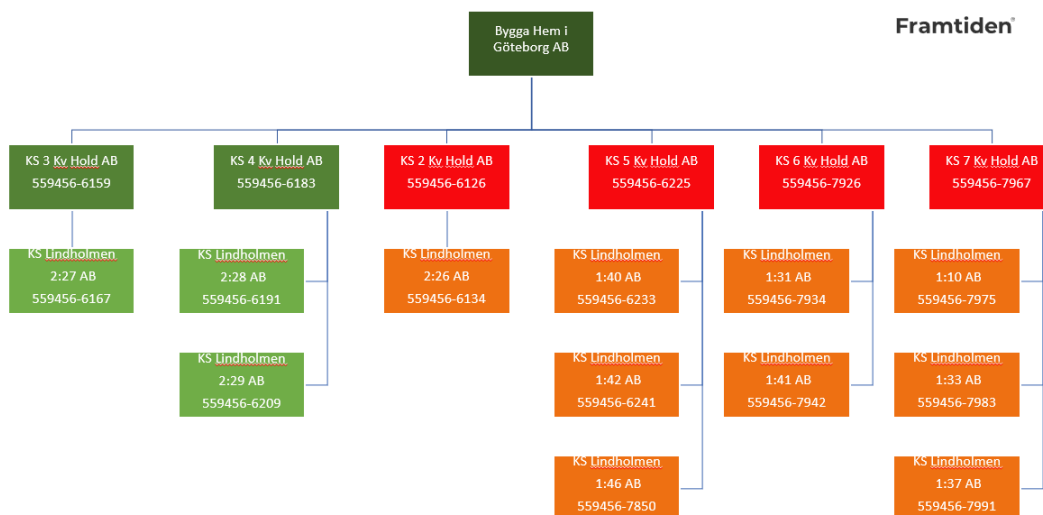 Bygga Hem i
Göteborg AB
Framtiden
KS 3 Kv Hold AB
559456-6159
KS 4 Kv Hold AB
559456-6183
KS 2 Kv Hold AB
559456-6126
KS 5 Kv Hold AB
559456-6225
KS 6 Kv Hold AB
559456-7926
KS 7 Kv Hold AB
559456-7967
KS Lindholmen
2:27 AB
559456-6167
KS Lindholmen
2:28 AB
559456-6191
KS Lindholmen
2:26 AB
559456-6134
KS Lindholmen
1:40 AB
559456-6233
KS Lindholmen
1:31 AB
559456-7934
KS Lindholmen
1:10 AB
559456-7975
KS Lindholmen
2:29 AB
559456-6209
KS Lindholmen
1:42 AB
559456-6241
KS Lindholmen
1:41 AB
559456-7942
KS Lindholmen
1:33 AB
559456-7983
KS Lindholmen
1:46 AB
559456-7850
KS Lindholmen
1:37 AB
559456-7991